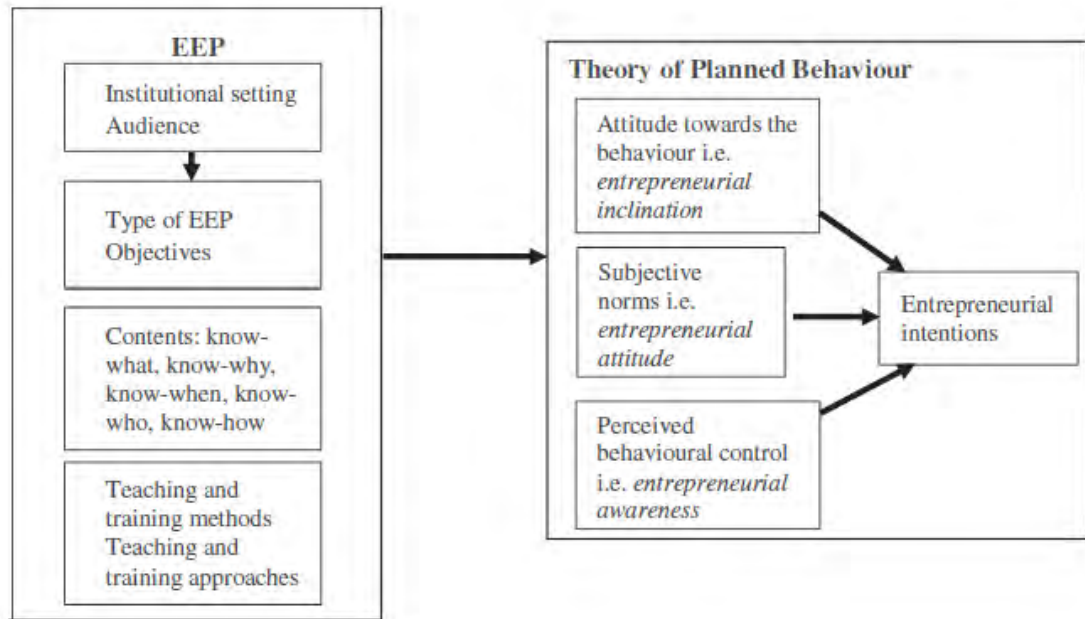 EEP
Institutional setting
Audience
Type of EEP
Objectives
Contents: know-
what, know-why,
know-when, know-
who, know-how
Teaching and
training methods
Teaching and
training approaches
Theory of Planned Behaviour
Attitude towards the
behaviour i.e.
entrepreneurial
inclination
Subjective
norms i.e.
entrepreneurial
attitude
Perceived
behavioural control
i.e. entrepreneurial
awareness
Entrepreneurial
intentions